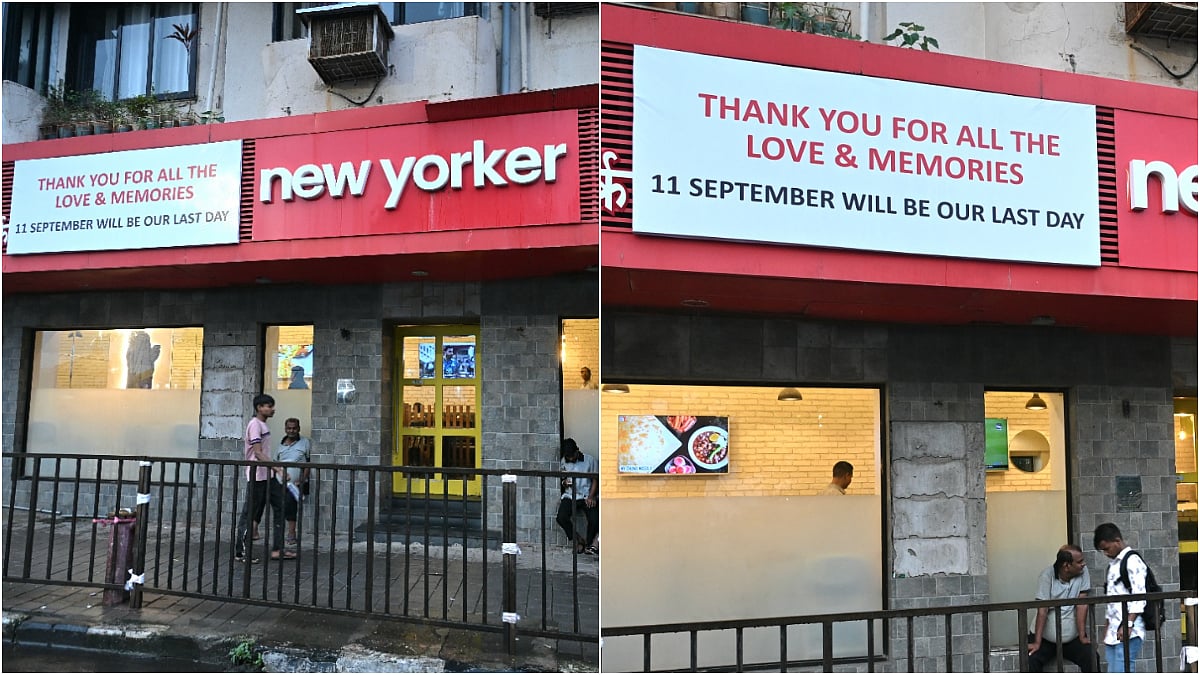 THANK YOU FOR ALL THE
LOVE & MEMORIES
11 SEPTEMBER WILL BE OUR LAST DAY
new yorker
THANK YOU FOR ALL THE
LOVE & MEMORIES
11 SEPTEMBER WILL BE OUR LAST DAY
ne